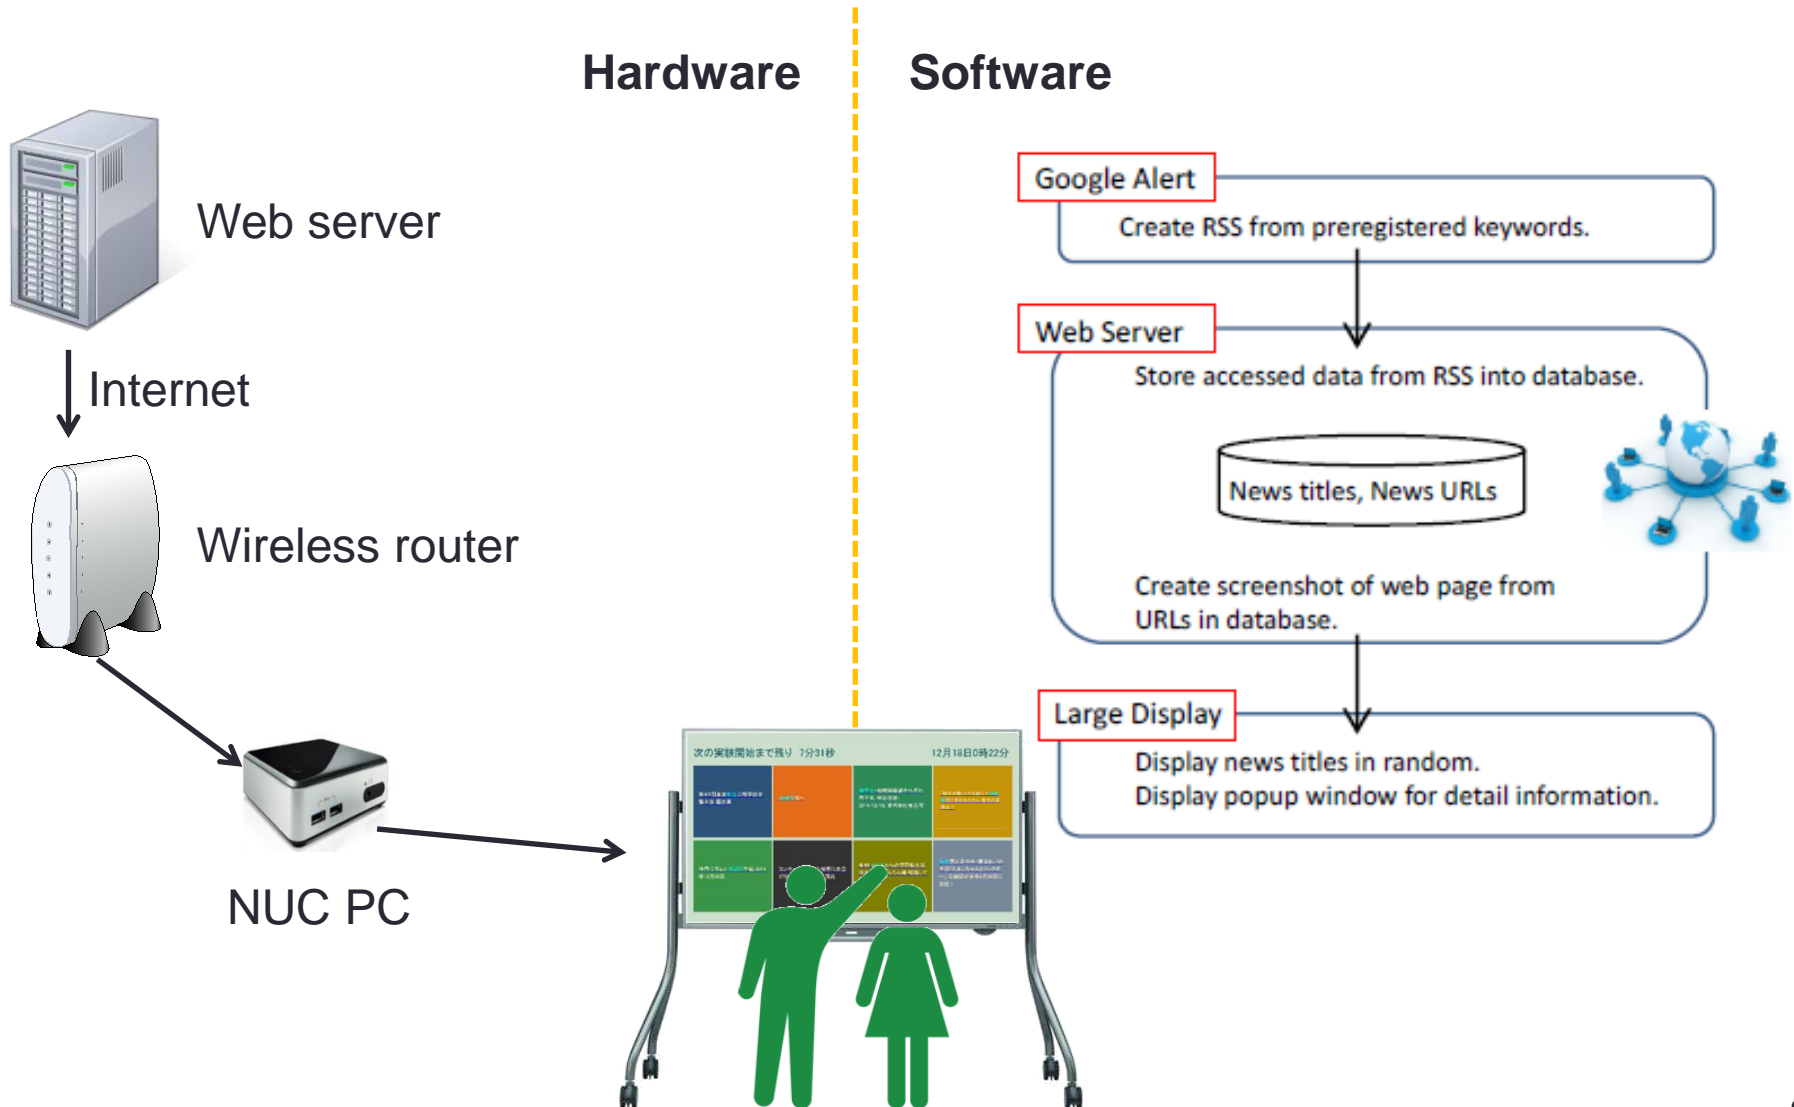 Hardware
Software
Web server
Internet
Wireless router
NUC PC
Google Alert
Create RSS from preregistered keywords.
Web Server
Store accessed data from RSS into database.
News titles, News URLs
Create screenshot of web page from
URLs in database.
Large Display
Display news titles in random.
Display popup window for detail information.
次の実験開始まで残り 7分31秒
12月18日0時22分